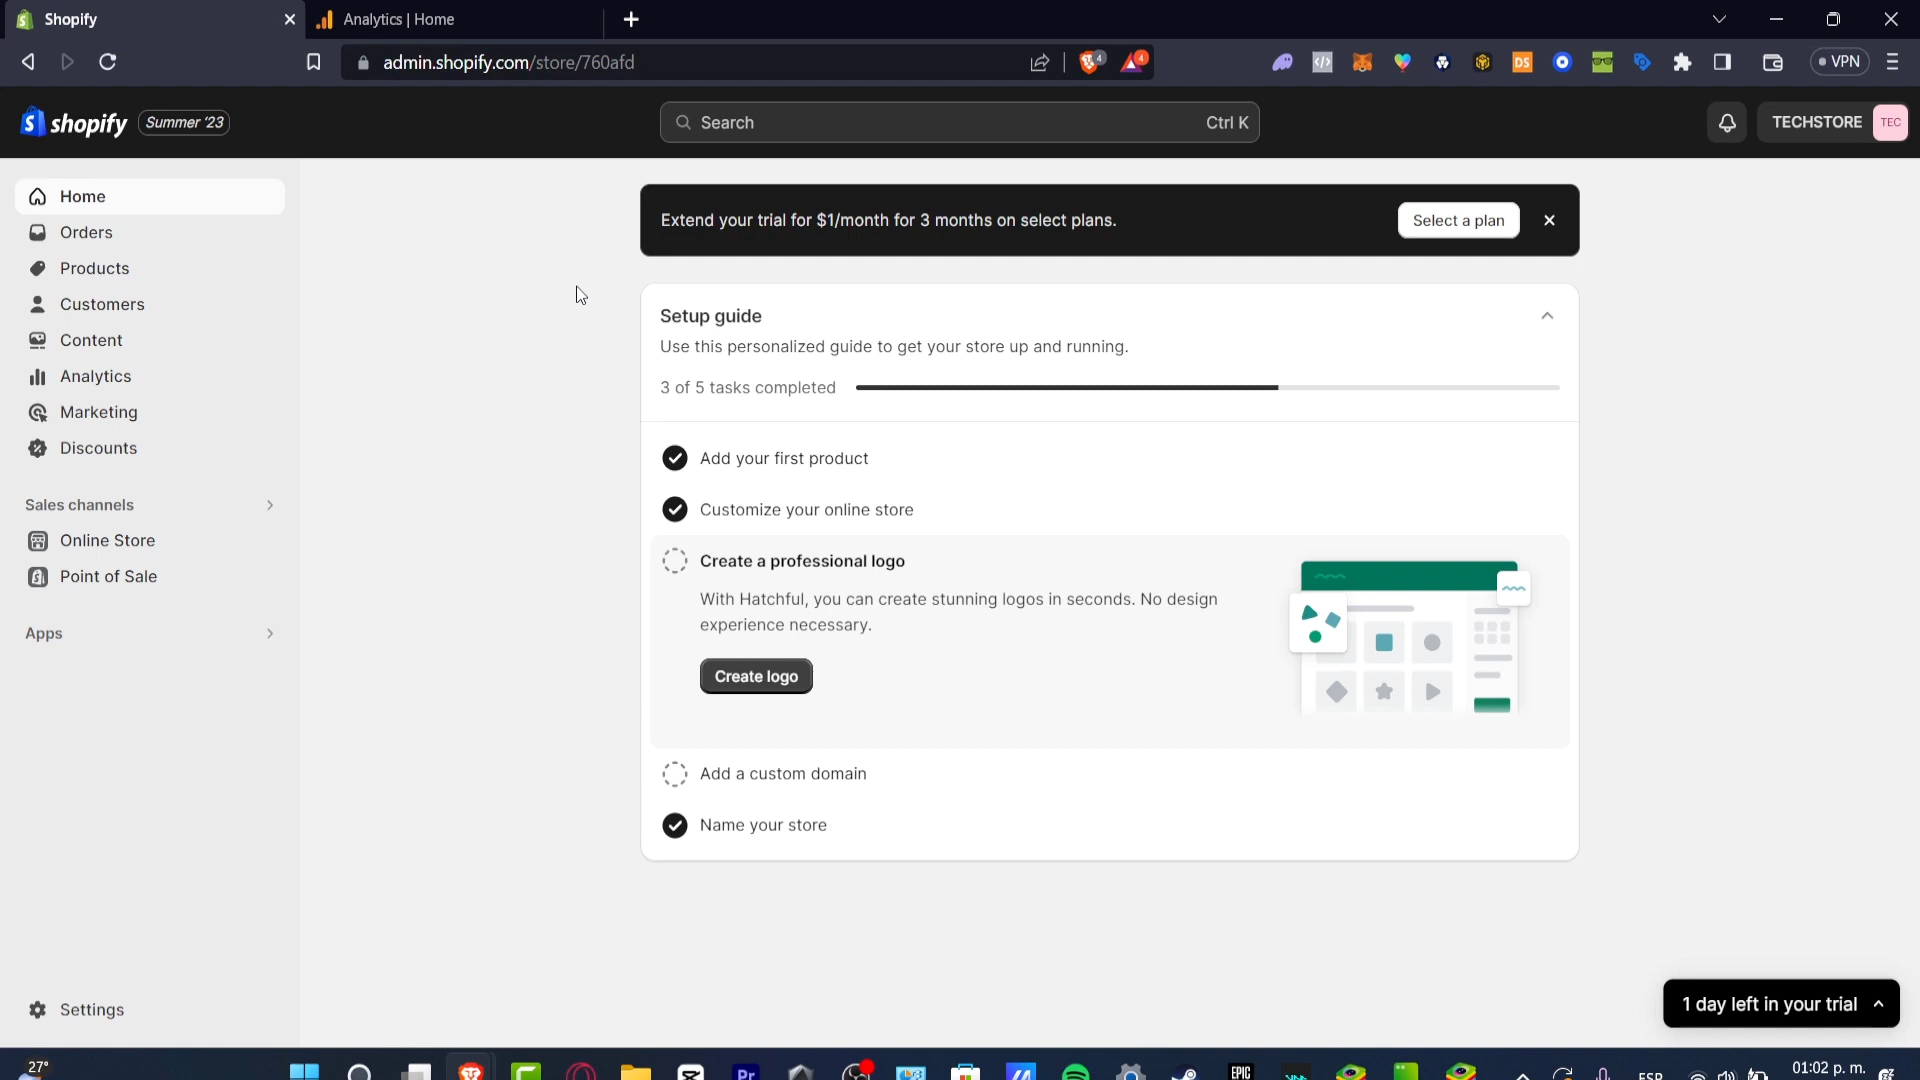 Shopify
Analytics | Home
admin.shopify.com/store/760afd
4
4
DS
VPN
shopify
Summer '23
Search
Ctrl K
TECHSTORE
TEC
Home
Orders
Products
Customers
Content
Analytics
Marketing
Discounts
Sales channels
Online Store
Point of Sale
Apps
Settings
Extend your trial for $1/month for 3 months on select plans.
Select a plan
Setup guide
Use this personalized guide to get your store up and running.
3 of 5 tasks completed
Add your first product
Customize your online store
Create a professional logo
With Hatchful, you can create stunning logos in seconds. No design
experience necessary.
Create logo
Add a custom domain
Name your store
1 day left in your trial
27°
Pr
EPIC
ESP
01:02 p. m.